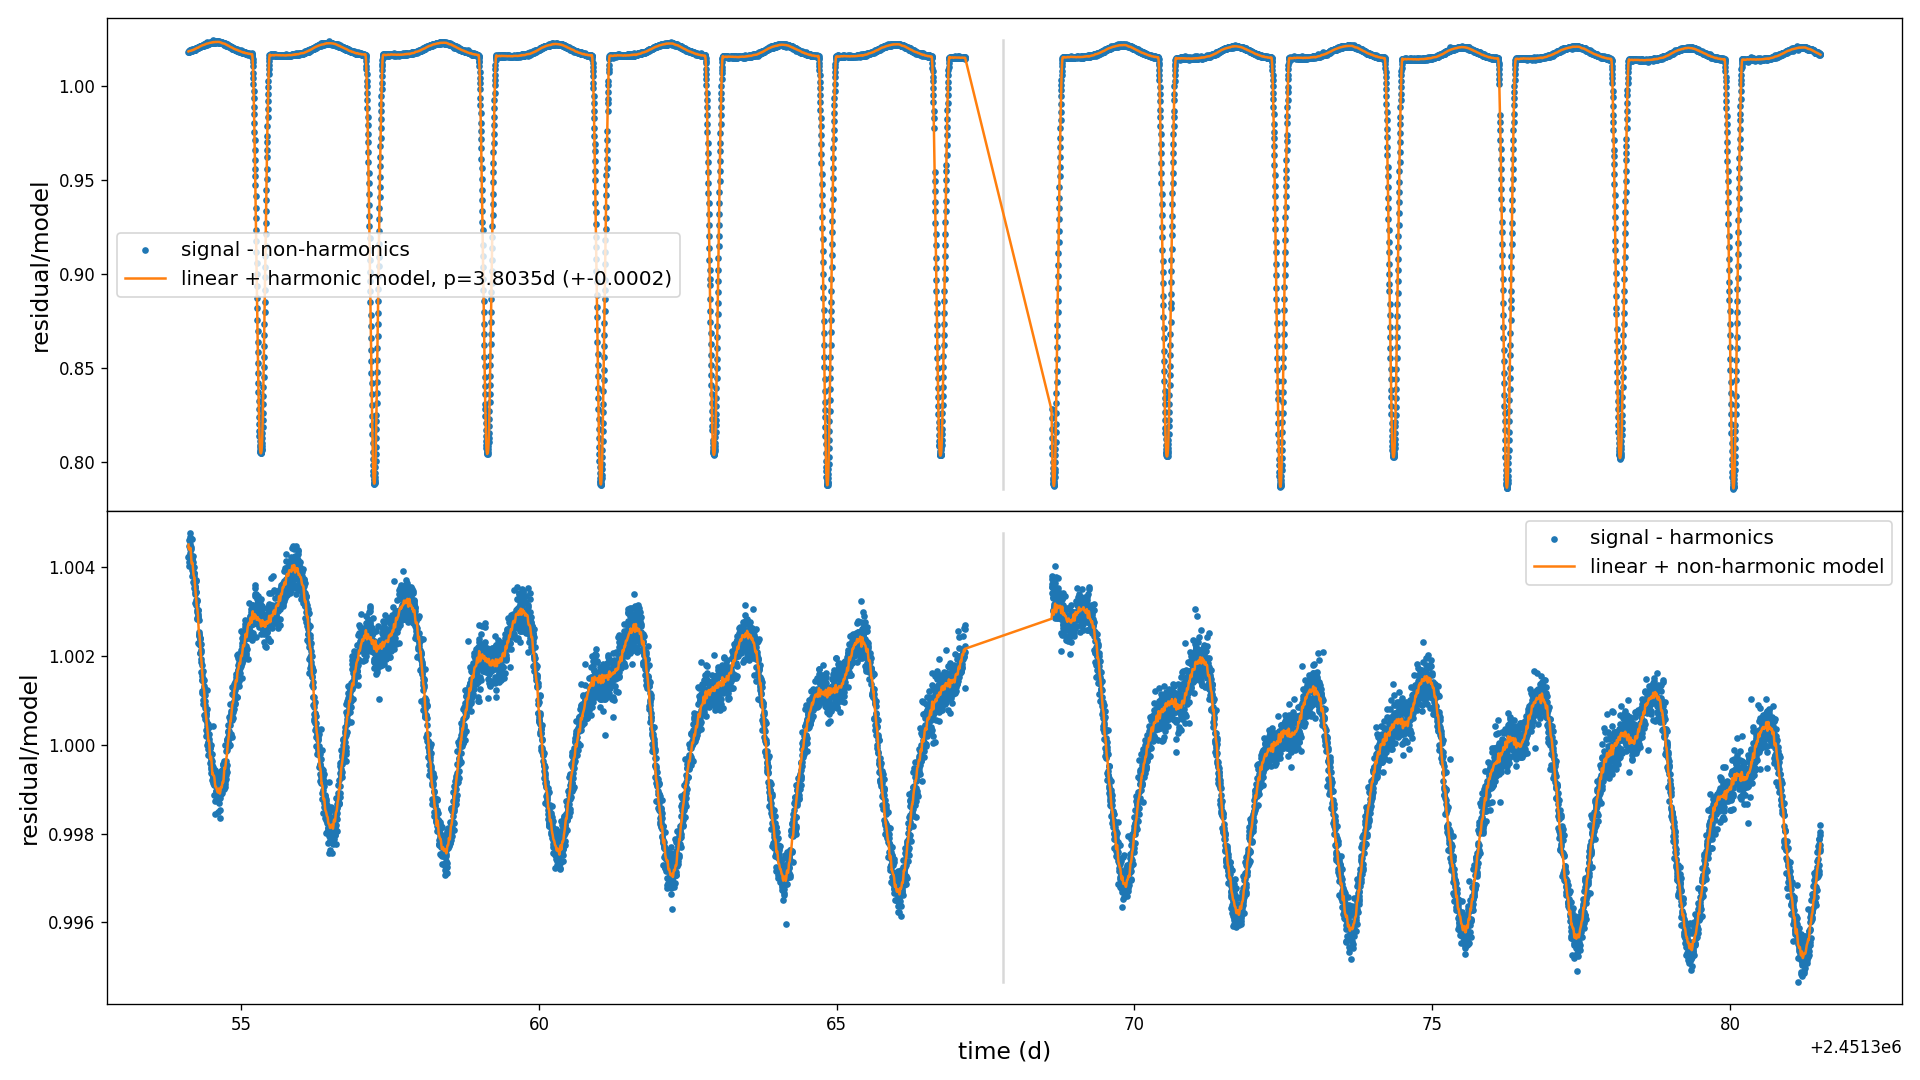 1.00
0.95
0.90
0.85
0.80
residual/model
signal - non-harmonics
linear + harmonic model, p=3.8035d (+-0.0002)
1.004
1.002
1.000
0.998
0.996
residual/model
signal - harmonics
linear + non-harmonic model
55
60
65
70
75
80
time (d)
+2.4513e6